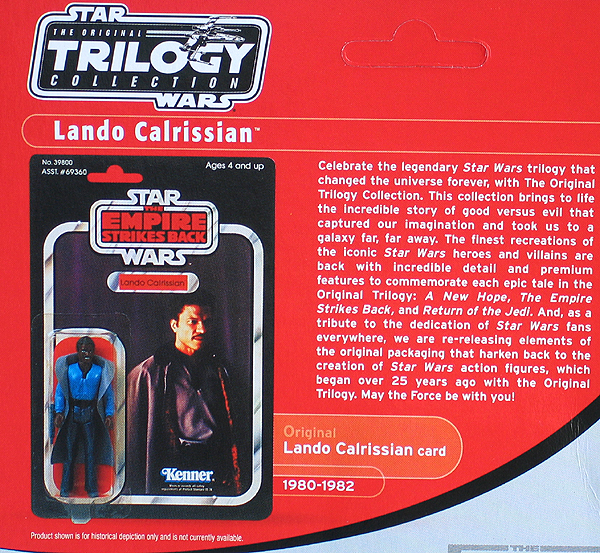 STAR
THE ORIGINAL
TRILOGY
COLLECTION
WARS
Lando Calrissian™
No. 39800
ASST. #69360
Ages 4 and up
STAR
THE
EMPIRE
STRIKES BACK
WARS
Lando Calrissian
Kenner
Celebrate the legendary Star Wars trilogy that
changed the universe forever, with The Original
Trilogy Collection. This collection brings to life
the incredible story of good versus evil that
captured our imagination and took us to a
galaxy far, far away. The finest recreations of
the iconic Star Wars heroes and villains are
back with incredible detail and premium
features to commemorate each epic tale in the
Original Trilogy: A New Hope, The Empire
Strikes Back, and Return of the Jedi. And, as a
tribute to the dedication of Star Wars fans
everywhere, we are re-releasing elements of
the original packaging that harken back to the
creation of Star Wars action figures, which
began over 25 years ago with the Original
Trilogy. May the Force be with you!
Original
Lando Calrissian card
1980-1982
Product shown is for historical depiction only and is not currently available.